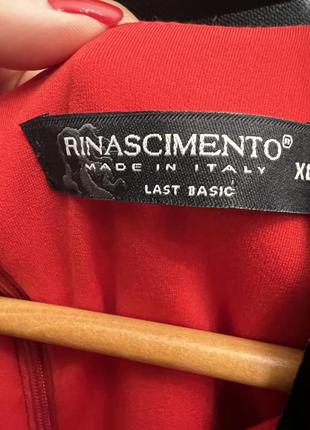 RINASCIMENTO®
MADE IN ITALY
LAST BASIC